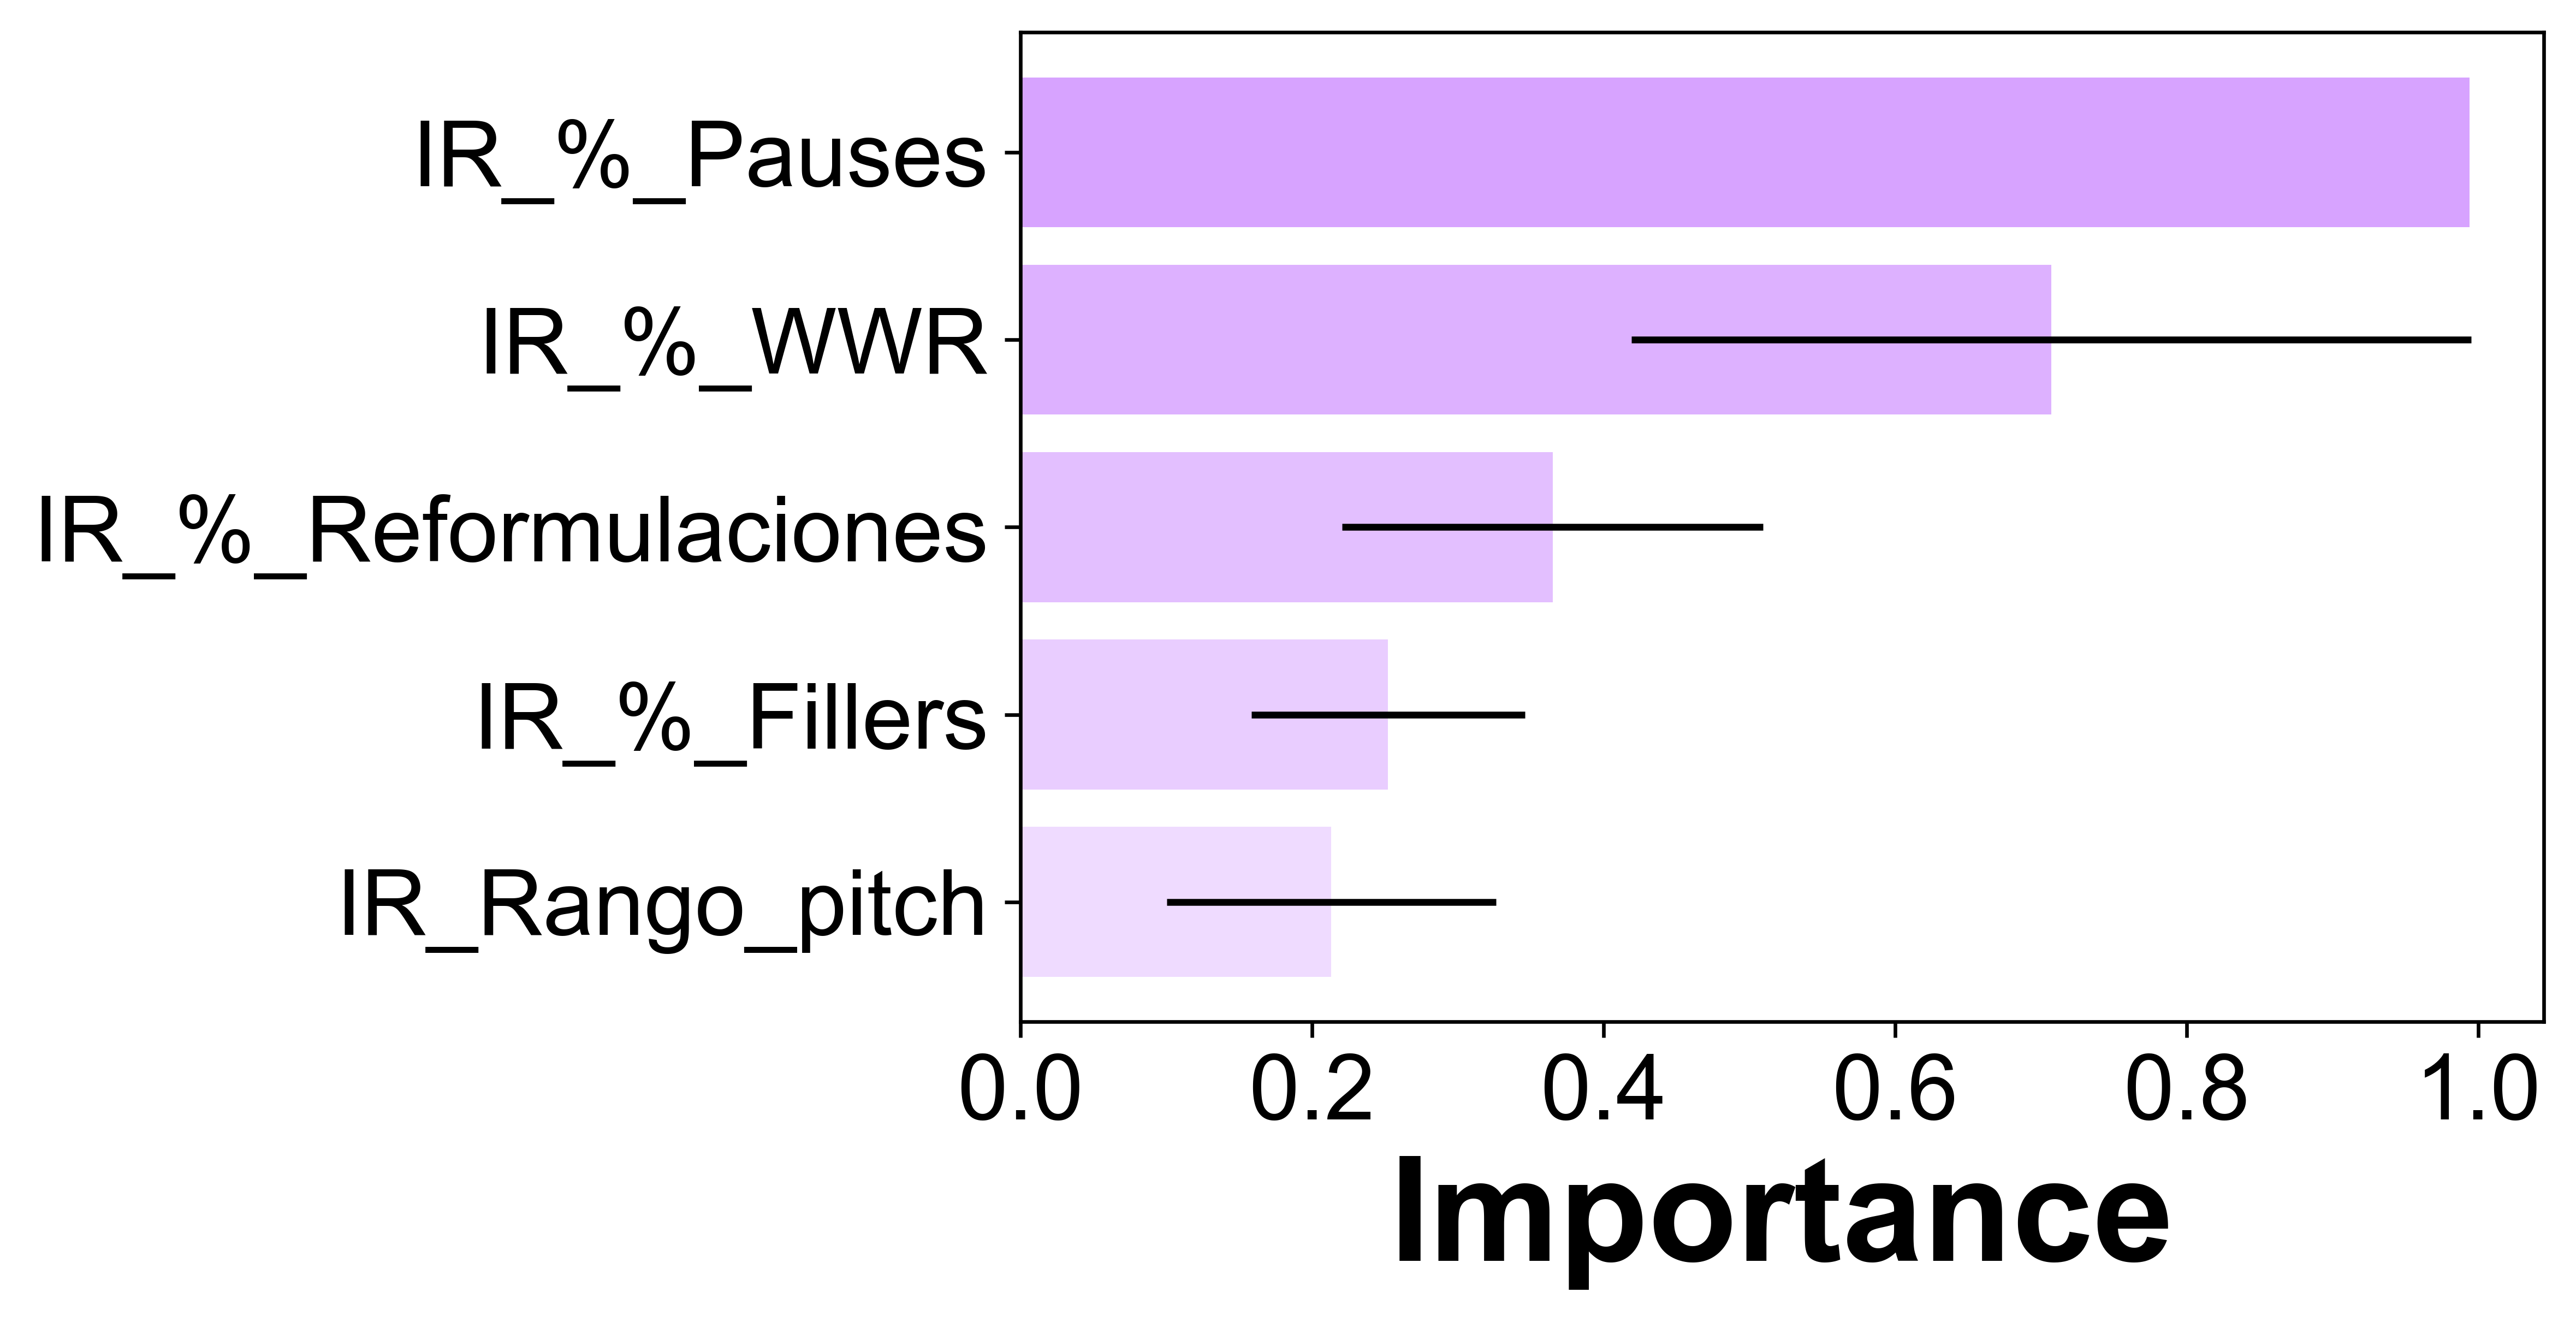 IR_%_Pauses
IR_%_WWR
IR_%_Reformulaciones
IR_%_Fillers
IR_Rango_pitch
0.0 0.2 0.4 0.6 0.8 1.0
Importance